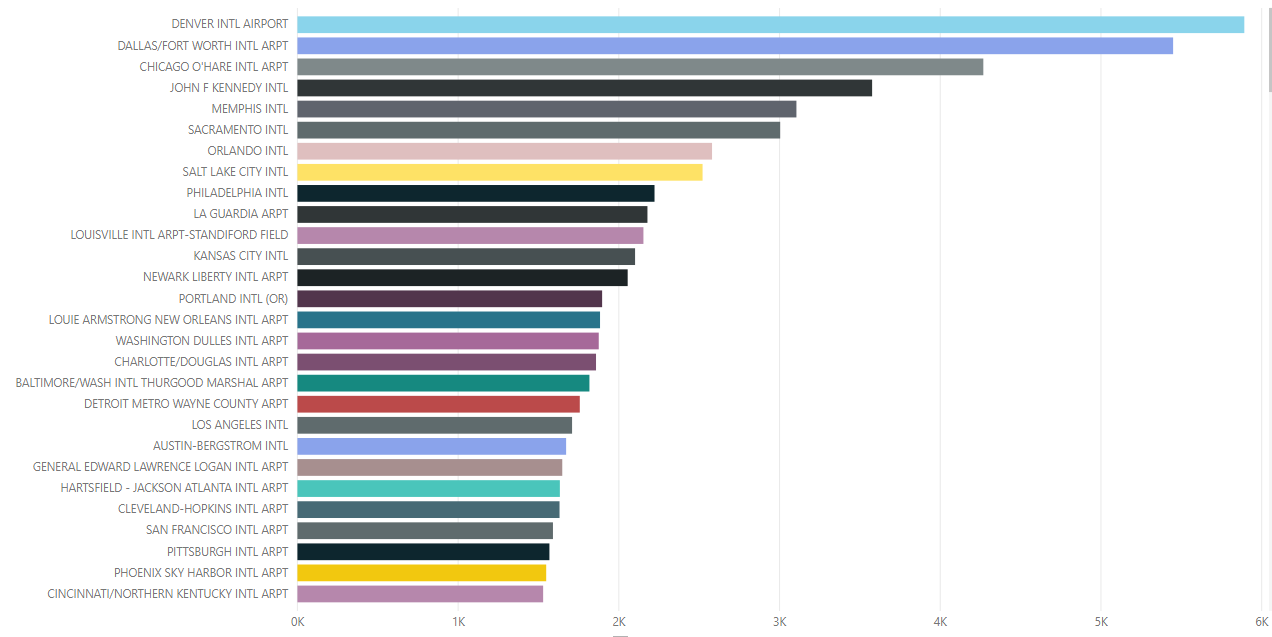 DENVER INTL AIRPORT
DALLAS/FORT WORTH INTL ARPT
CHICAGO O'HARE INTL ARPT
JOHN F KENNEDY INTL
MEMPHIS INTL
SACRAMENTO INTL
ORLANDO INTL
SALT LAKE CITY INTL
PHILADELPHIA INTL
LA GUARDIA ARPT
LOUISVILLE INTL ARPT-STANDIFORD FIELD
KANSAS CITY INTL
NEWARK LIBERTY INTL ARPT
PORTLAND INTL (OR)
LOUIE ARMSTRONG NEW ORLEANS INTL ARPT
WASHINGTON DULLES INTL ARPT
CHARLOTTE/DOUGLAS INTL ARPT
BALTIMORE/WASH INTL THURGOOD MARSHAL ARPT
DETROIT METRO WAYNE COUNTY ARPT
LOS ANGELES INTL
AUSTIN-BERGSTROM INTL
GENERAL EDWARD LAWRENCE LOGAN INTL ARPT
HARTSFIELD - JACKSON ATLANTA INTL ARPT
CLEVELAND-HOPKINS INTL ARPT
SAN FRANCISCO INTL ARPT
PITTSBURGH INTL ARPT
PHOENIX SKY HARBOR INTL ARPT
CINCINNATI/NORTHERN KENTUCKY INTL ARPT
0K 1K 2K 3K 4K 5K 6K